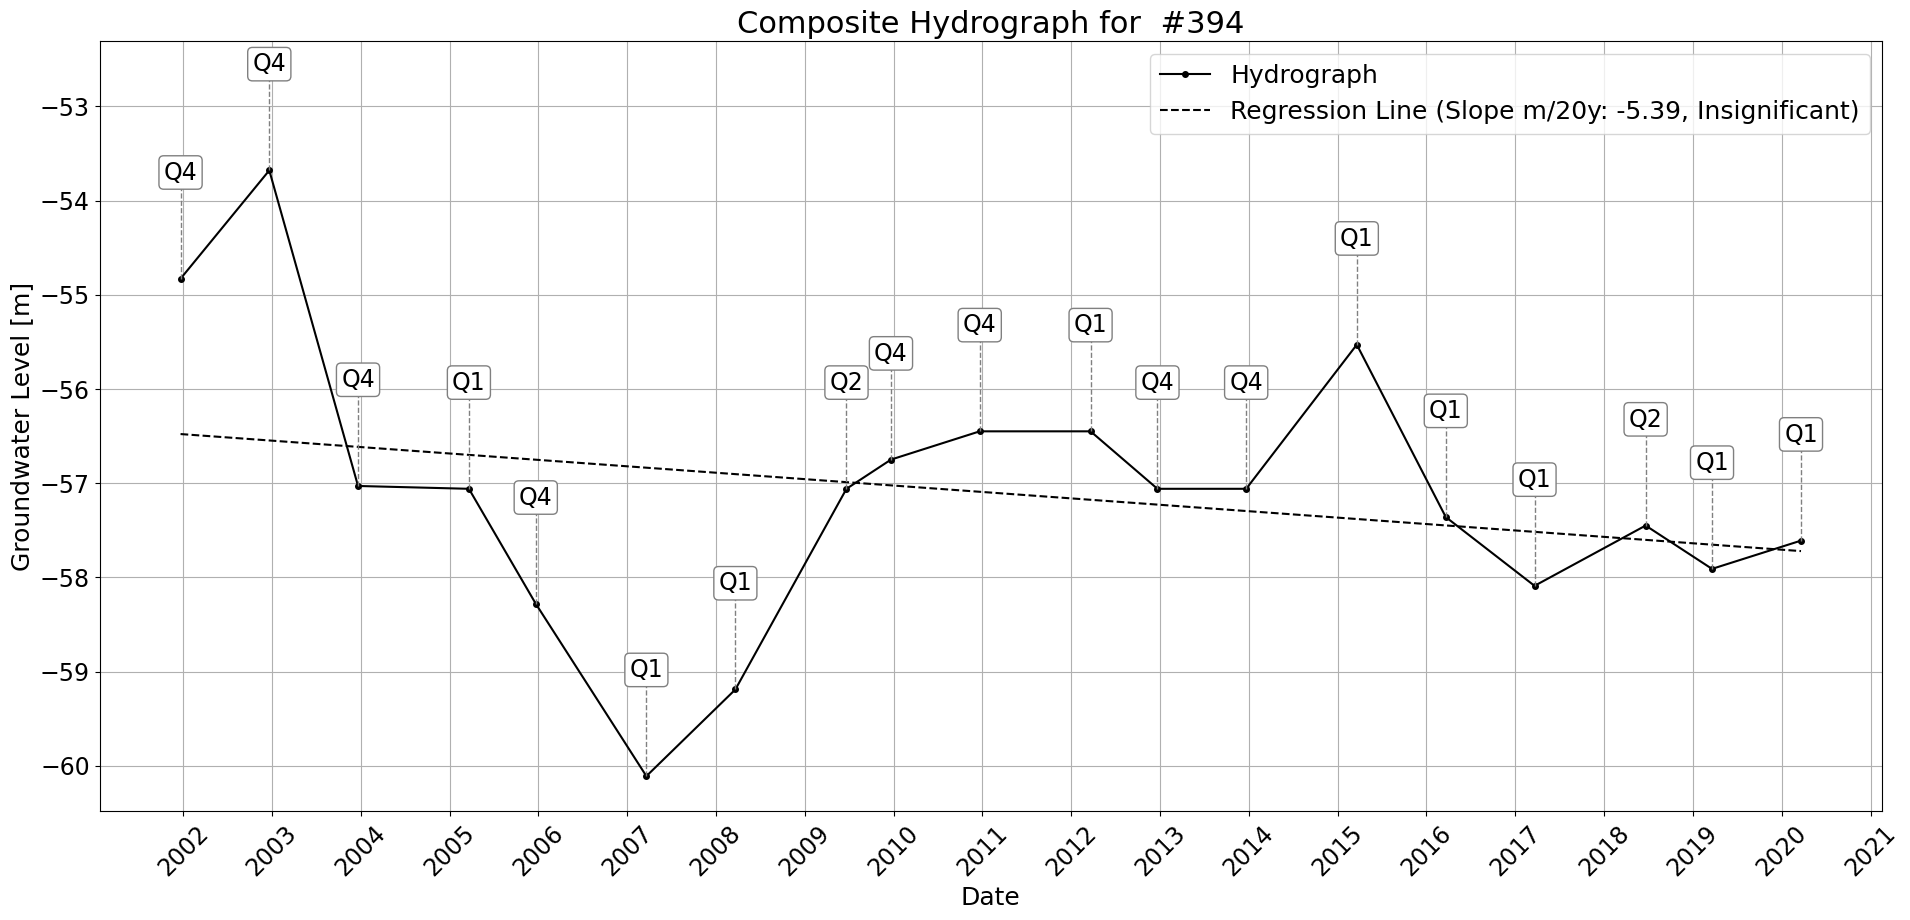 Composite Hydrograph for  #394
Hydrograph
Regression Line (Slope m/20y: -5.39, Insignificant)
Groundwater Level [m]
−53
−54
−55
−56
−57
−58
−59
−60
Q4
Q4
Q4
Q1
Q4
Q1
Q1
Q2
Q4
Q4
Q1
Q4
Q4
Q1
Q1
Q1
Q2
Q1
Q1
2002
2003
2004
2005
2006
2007
2008
2009
2010
2011
2012
2013
2014
2015
2016
2017
2018
2019
2020
2021
Date